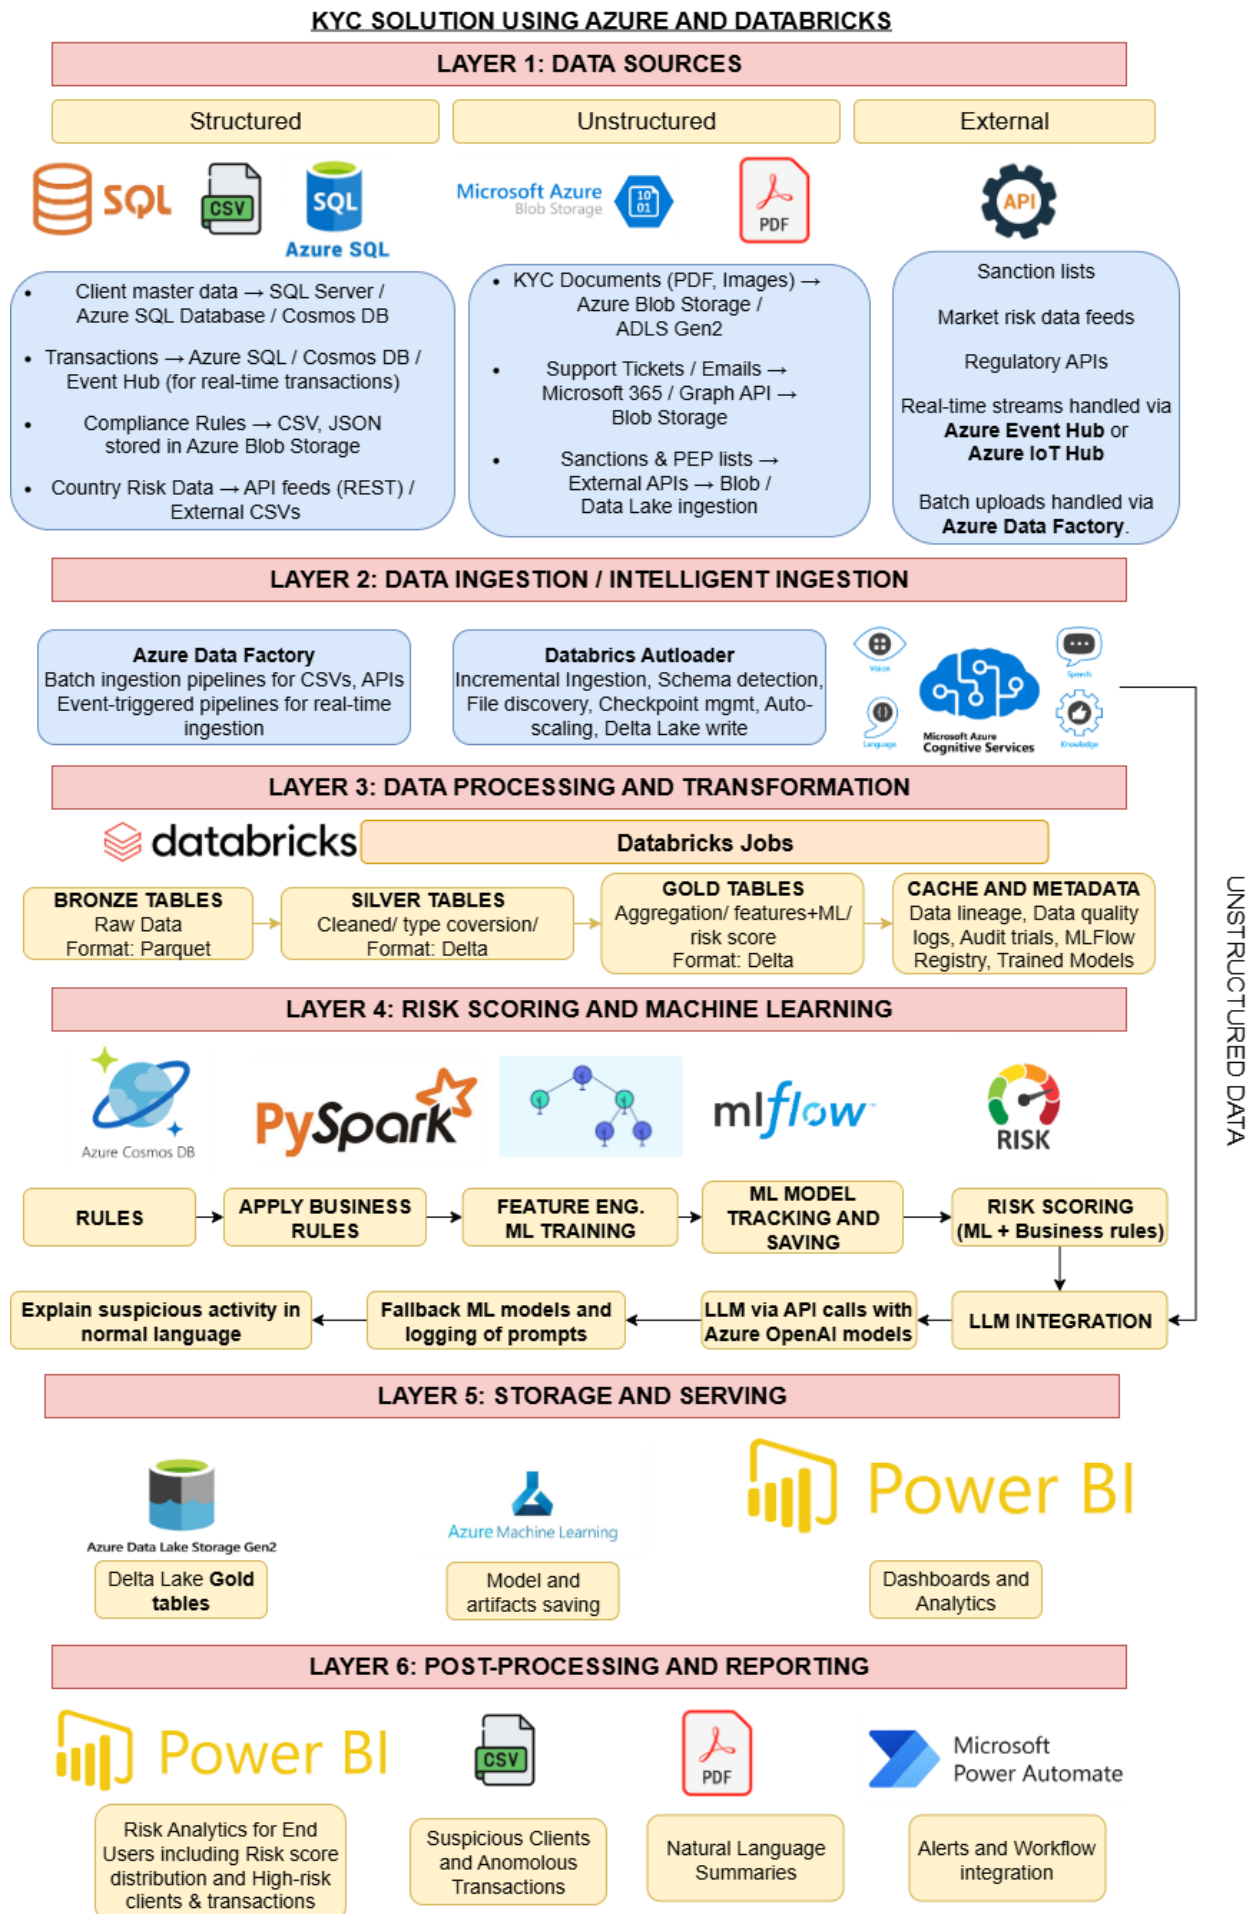 KYC SOLUTION USING AZURE AND DATABRICKS
LAYER 1: DATA SOURCES
Structured
Unstructured
External
SQL
CSV
SQL
Azure SQL
Microsoft Azure
Blob Storage
10
01
PDF
API
• Client master data → SQL Server /
Azure SQL Database / Cosmos DB
• Transactions → Azure SQL / Cosmos DB /
Event Hub (for real-time transactions)
• Compliance Rules → CSV, JSON
stored in Azure Blob Storage
• Country Risk Data → API feeds (REST) /
External CSVs
• KYC Documents (PDF, Images) →
Azure Blob Storage /
ADLS Gen2
• Support Tickets / Emails →
Microsoft 365 / Graph API →
Blob Storage
• Sanctions & PEP lists →
External APIs → Blob /
Data Lake ingestion
Sanction lists
Market risk data feeds
Regulatory APIs
Real-time streams handled via
Azure Event Hub or
Azure IoT Hub
Batch uploads handled via
Azure Data Factory.
LAYER 2: DATA INGESTION / INTELLIGENT INGESTION
Azure Data Factory
Batch ingestion pipelines for CSVs, APIs
Event-triggered pipelines for real-time
ingestion
Databrics Autloader
Incremental Ingestion, Schema detection,
File discovery, Checkpoint mgmt, Auto-
scaling, Delta Lake write
Vision
Speech
Language
Knowledge
Microsoft Azure
Cognitive Services
UNSTRUCTURED DATA
LAYER 3: DATA PROCESSING AND TRANSFORMATION
databricks
Databricks Jobs
BRONZE TABLES
Raw Data
Format: Parquet
SILVER TABLES
Cleaned/ type coversion/
Format: Delta
GOLD TABLES
Aggregation/ features+ML/
risk score
Format: Delta
CACHE AND METADATA
Data lineage, Data quality
logs, Audit trials, MLFlow
Registry, Trained Models
LAYER 4: RISK SCORING AND MACHINE LEARNING
Azure Cosmos DB
PySpark
mlflow™
RISK
RULES
APPLY BUSINESS
RULES
FEATURE ENG.
ML TRAINING
ML MODEL
TRACKING AND
SAVING
RISK SCORING
(ML + Business rules)
Explain suspicious activity in
normal language
Fallback ML models and
logging of prompts
LLM via API calls with
Azure OpenAI models
LLM INTEGRATION
LAYER 5: STORAGE AND SERVING
Azure Data Lake Storage Gen2
Azure Machine Learning
Power BI
Delta Lake Gold
tables
Model and
artifacts saving
Dashboards and
Analytics
LAYER 6: POST-PROCESSING AND REPORTING
Power BI
CSV
PDF
Microsoft
Power Automate
Risk Analytics for End
Users including Risk score
distribution and High-risk
clients & transactions
Suspicious Clients
and Anomolous
Transactions
Natural Language
Summaries
Alerts and Workflow
integration